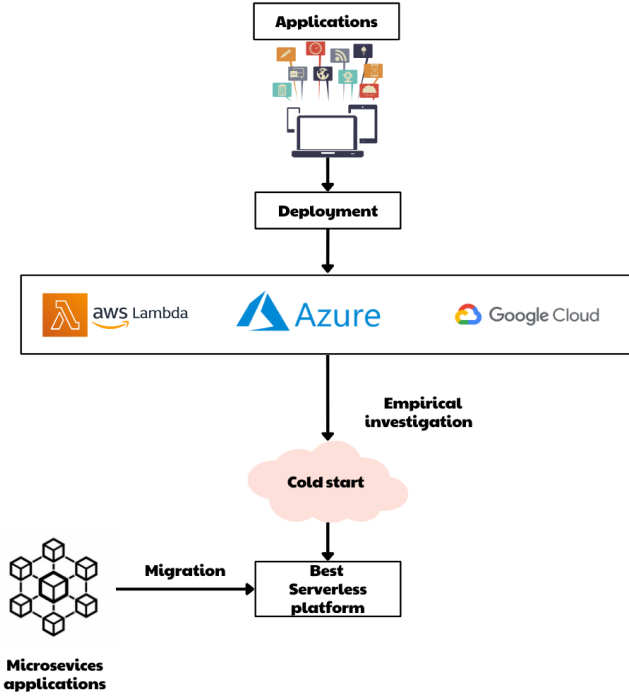 Applications
Deployment
aws Lambda
Azure
Google Cloud
Empirical
investigation
Cold start
Migration
Best
Serverless
platform
Microsevices
applications